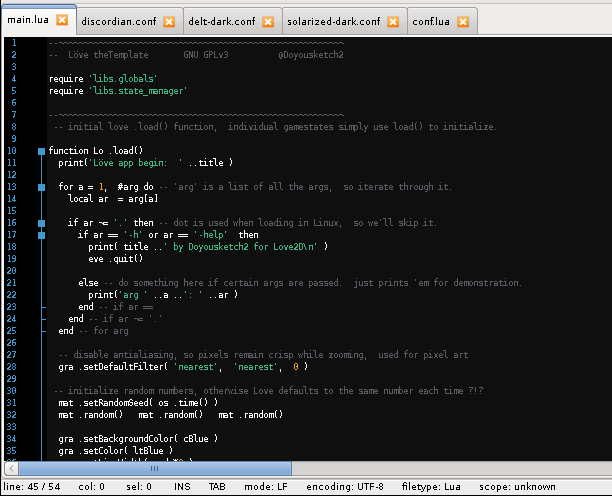 main.lua discordian.conf delt-dark.conf solarized-dark.conf conf.lua
1 --~~~~~~~~~~~~~~~~~~~~~~~~~~~~~~~~~~~~~~~~~~~~~~~~~~~~~~~~~
2 --  Löve theTemplate       GNU GPLv3          @Doyousketch2
3
4 require 'libs.globals'
5 require 'libs.state_manager'
6
7 --~~~~~~~~~~~~~~~~~~~~~~~~~~~~~~~~~~~~~~~~~~~~~~~~~~~~~~~~~
8 -- initial love .load() function,  individual gamestates simply use load() to initialize.
9
10 function Lo .load()
11 print('Löve app begin:  ' ..title )
12
13 for a = 1,  #arg do -- 'arg' is a list of all the args,  so iterate through it.
14 local ar  = arg[a]
15
16 if ar ~= '.' then -- dot is used when loading in Linux,  so we'll skip it.
17 if ar == '-h' or ar == '-help'  then
18 print( title ..' by Doyousketch2 for Love2D\n' )
19 eve .quit()
20
21 else -- do something here if certain args are passed.  just prints 'em for demonstration.
22 print('arg ' ..a ..': ' ..ar )
23 end -- if ar ==
24 end -- if ar ~= '.'
25 end -- for arg
26
27 -- disable antialiasing, so pixels remain crisp while zooming,  used for pixel art
28 gra .setDefaultFilter( 'nearest',  'nearest',  0 )
29
30 -- initialize random numbers, otherwise Love defaults to the same number each time ?!?
31 mat .setRandomSeed( os .time() )
32 mat .random()   mat .random()   mat .random()
33
34 gra .setBackgroundColor( cBlue )
35 gra .setColor( ltBlue )
line: 45 / 54 col: 0 sel: 0 INS TAB mode: LF encoding: UTF-8 filetype: Lua scope: unknown